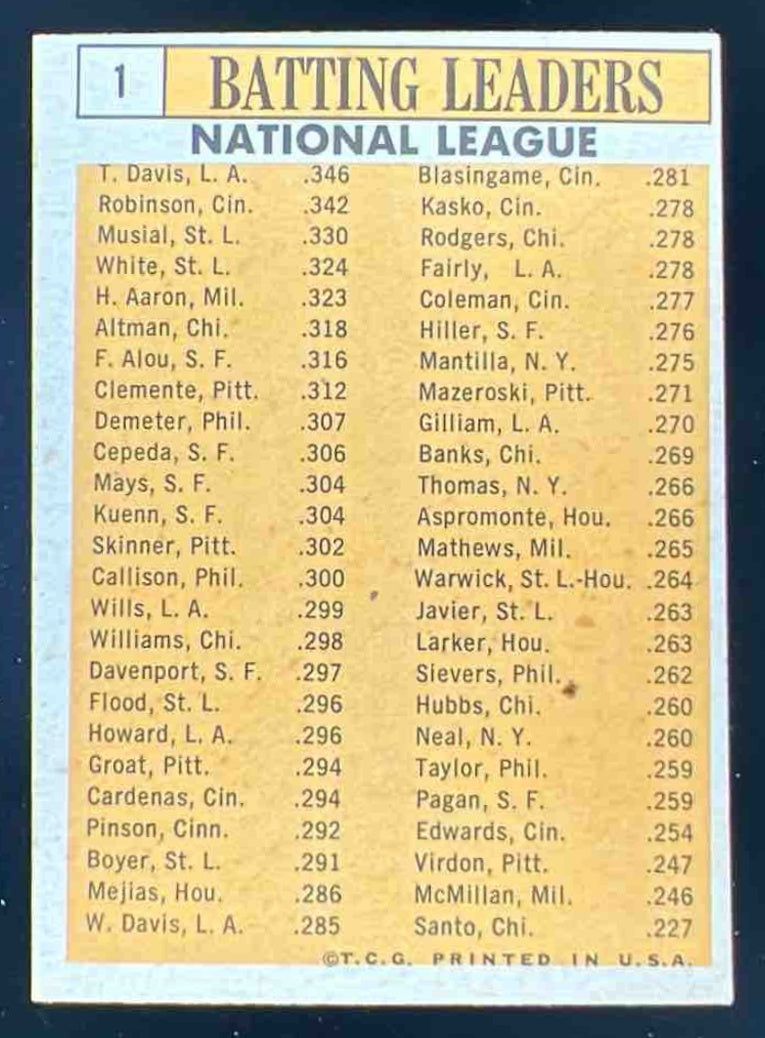 1 BATTING LEADERS
NATIONAL LEAGUE
T. Davis, L. A. .346
Robinson, Cin. .342
Musial, St. L. .330
White, St. L. .324
H. Aaron, Mil. .323
Altman, Chi. .318
F. Alou, S. F. .316
Clemente, Pitt. .312
Demeter, Phil. .307
Cepeda, S. F. .306
Mays, S. F. .304
Kuenn, S. F. .304
Skinner, Pitt. .302
Callison, Phil. .300
Wills, L. A. .299
Williams, Chi. .298
Davenport, S. F. .297
Flood, St. L. .296
Howard, L. A. .296
Groat, Pitt. .294
Cardenas, Cin. .294
Pinson, Cinn. .292
Boyer, St. L. .291
Mejias, Hou. .286
W. Davis, L. A. .285
Blasingame, Cin. .281
Kasko, Cin. .278
Rodgers, Chi. .278
Fairly, L. A. .278
Coleman, Cin. .277
Hiller, S. F. .276
Mantilla, N. Y. .275
Mazeroski, Pitt. .271
Gilliam, L. A. .270
Banks, Chi. .269
Thomas, N. Y. .266
Aspromonte, Hou. .266
Mathews, Mil. .265
Warwick, St. L.-Hou. .264
Javier, St. L. .263
Larker, Hou. .263
Sievers, Phil. .262
Hubbs, Chi. .260
Neal, N. Y. .260
Taylor, Phil. .259
Pagan, S. F. .259
Edwards, Cin. .254
Virdon, Pitt. .247
McMillan, Mil. .246
Santo, Chi. .227
©T.C.G. PRINTED IN U.S.A.